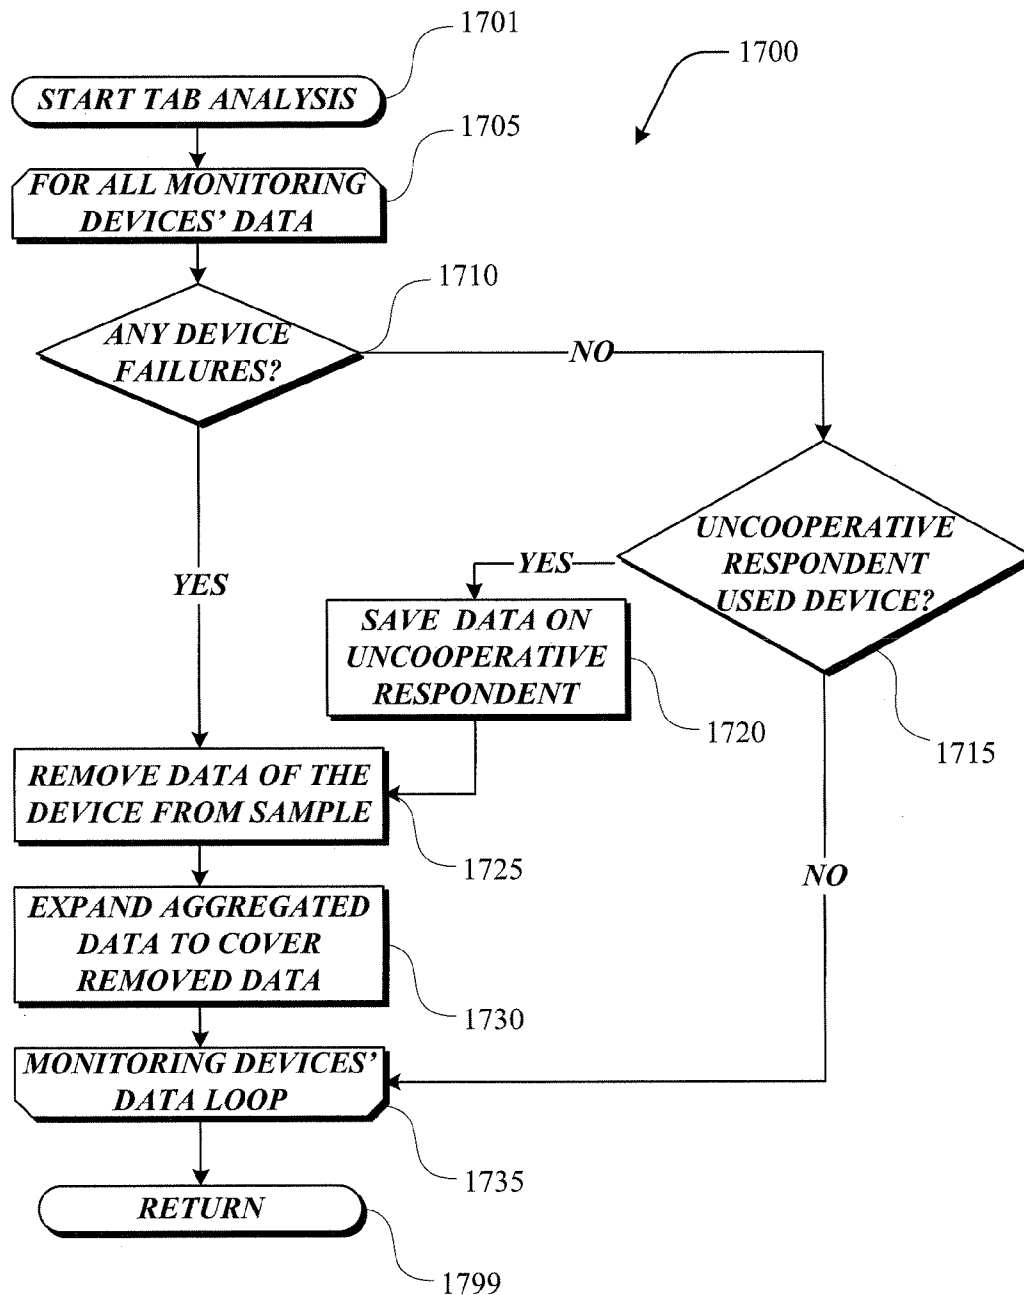 1701
1700
START TAB ANALYSIS
1705
FOR ALL MONITORING
DEVICES' DATA
1710
ANY DEVICE
FAILURES?
NO
UNCOOPERATIVE
RESPONDENT
USED DEVICE?
YES
YES
SAVE DATA ON
UNCOOPERATIVE
RESPONDENT
1720
1715
REMOVE DATA OF THE
DEVICE FROM SAMPLE
1725
NO
EXPAND AGGREGATED
DATA TO COVER
REMOVED DATA
1730
MONITORING DEVICES'
DATA LOOP
1735
RETURN
1799